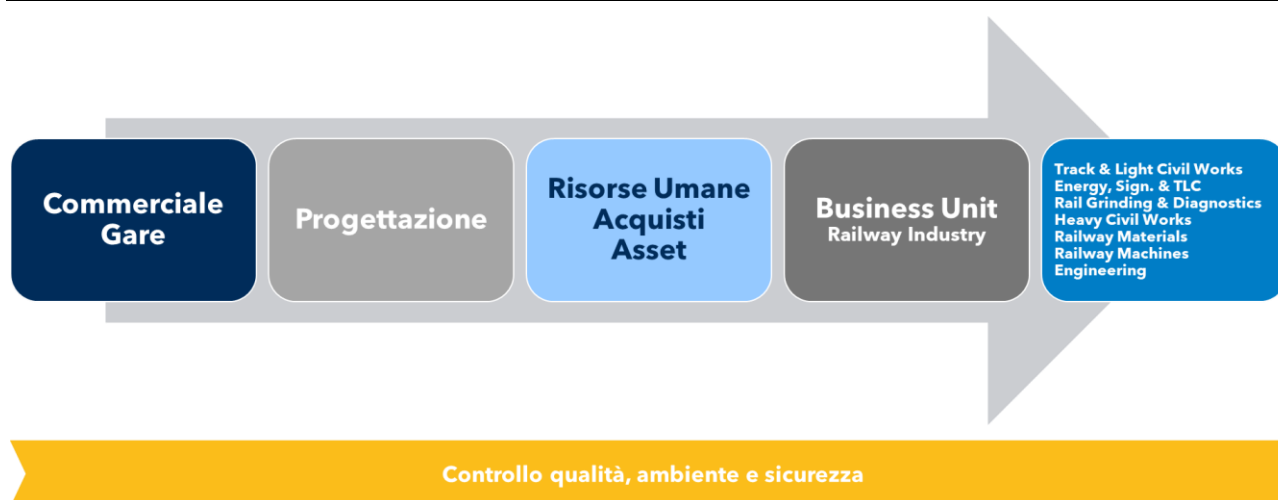 Commerciale
Gare
Progettazione
Risorse Umane
Acquisti
Asset
Business Unit
Railway Industry
Track & Light Civil Works
Energy, Sign. & TLC
Rail Grinding & Diagnostics
Heavy Civil Works
Railway Materials
Railway Machines
Engineering
Controllo qualità, ambiente e sicurezza